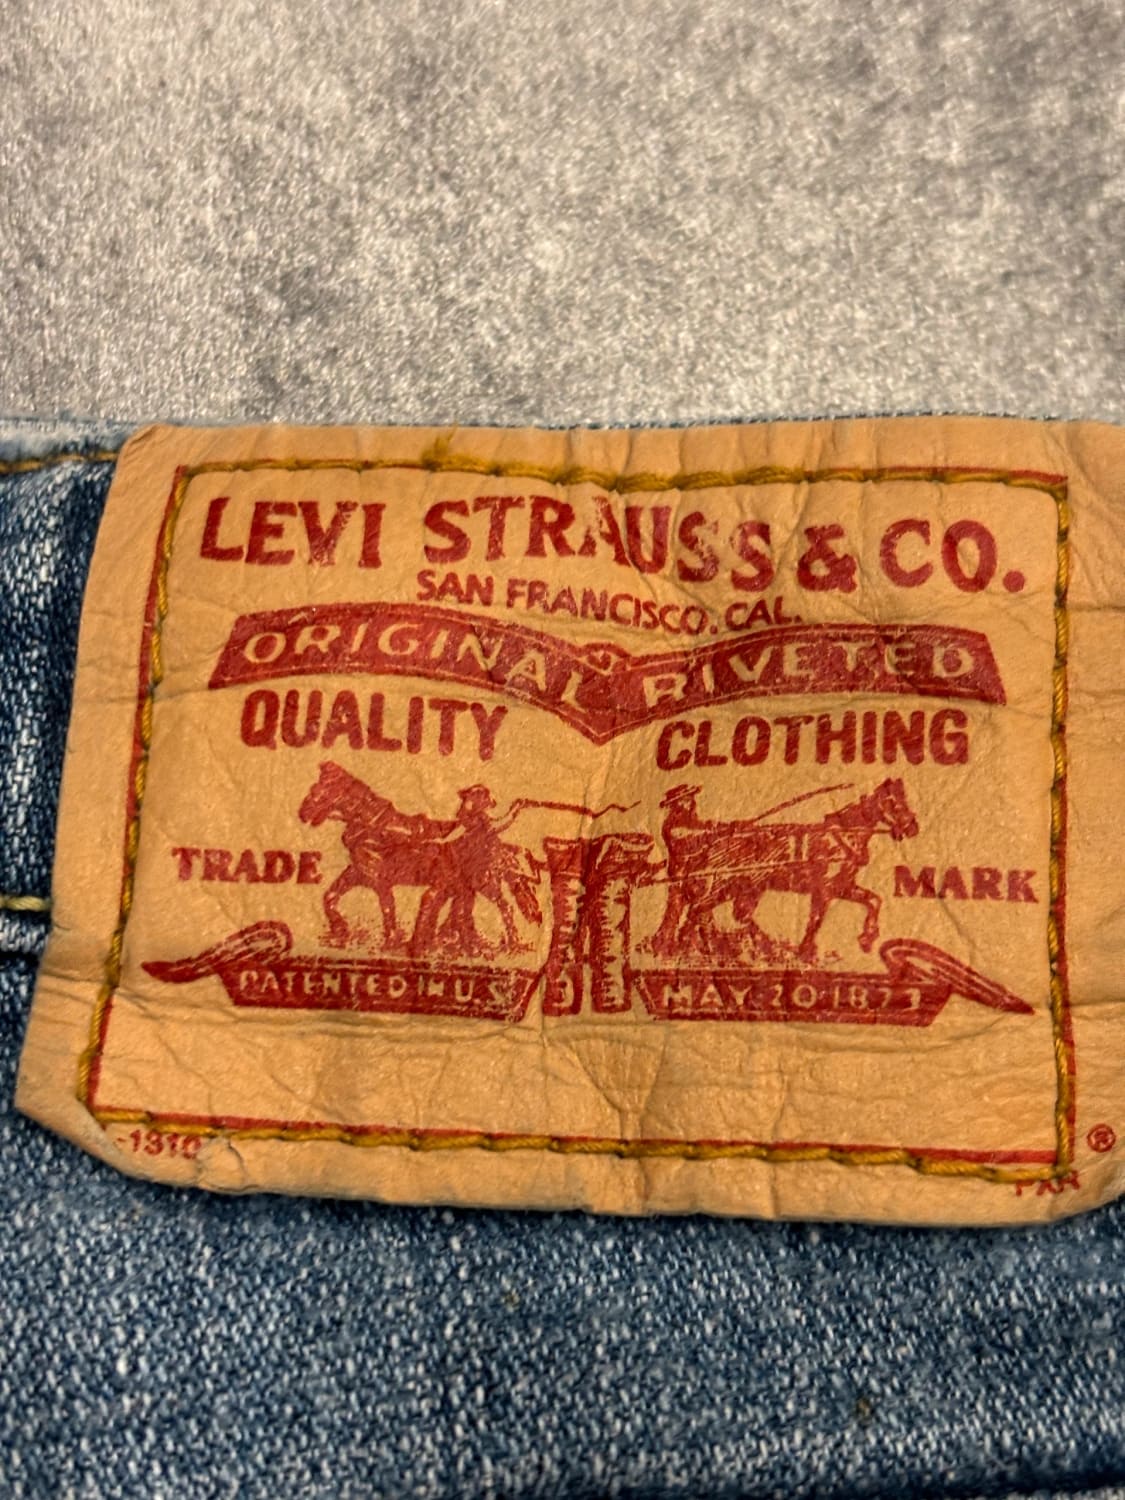 LEVI STRAUSS & CO.
SAN FRANCISCO, CAL.
ORIGINAL RIVETED
QUALITY CLOTHING
TRADE MARK
PATENTED IN U.S. MAY 20 1873
®